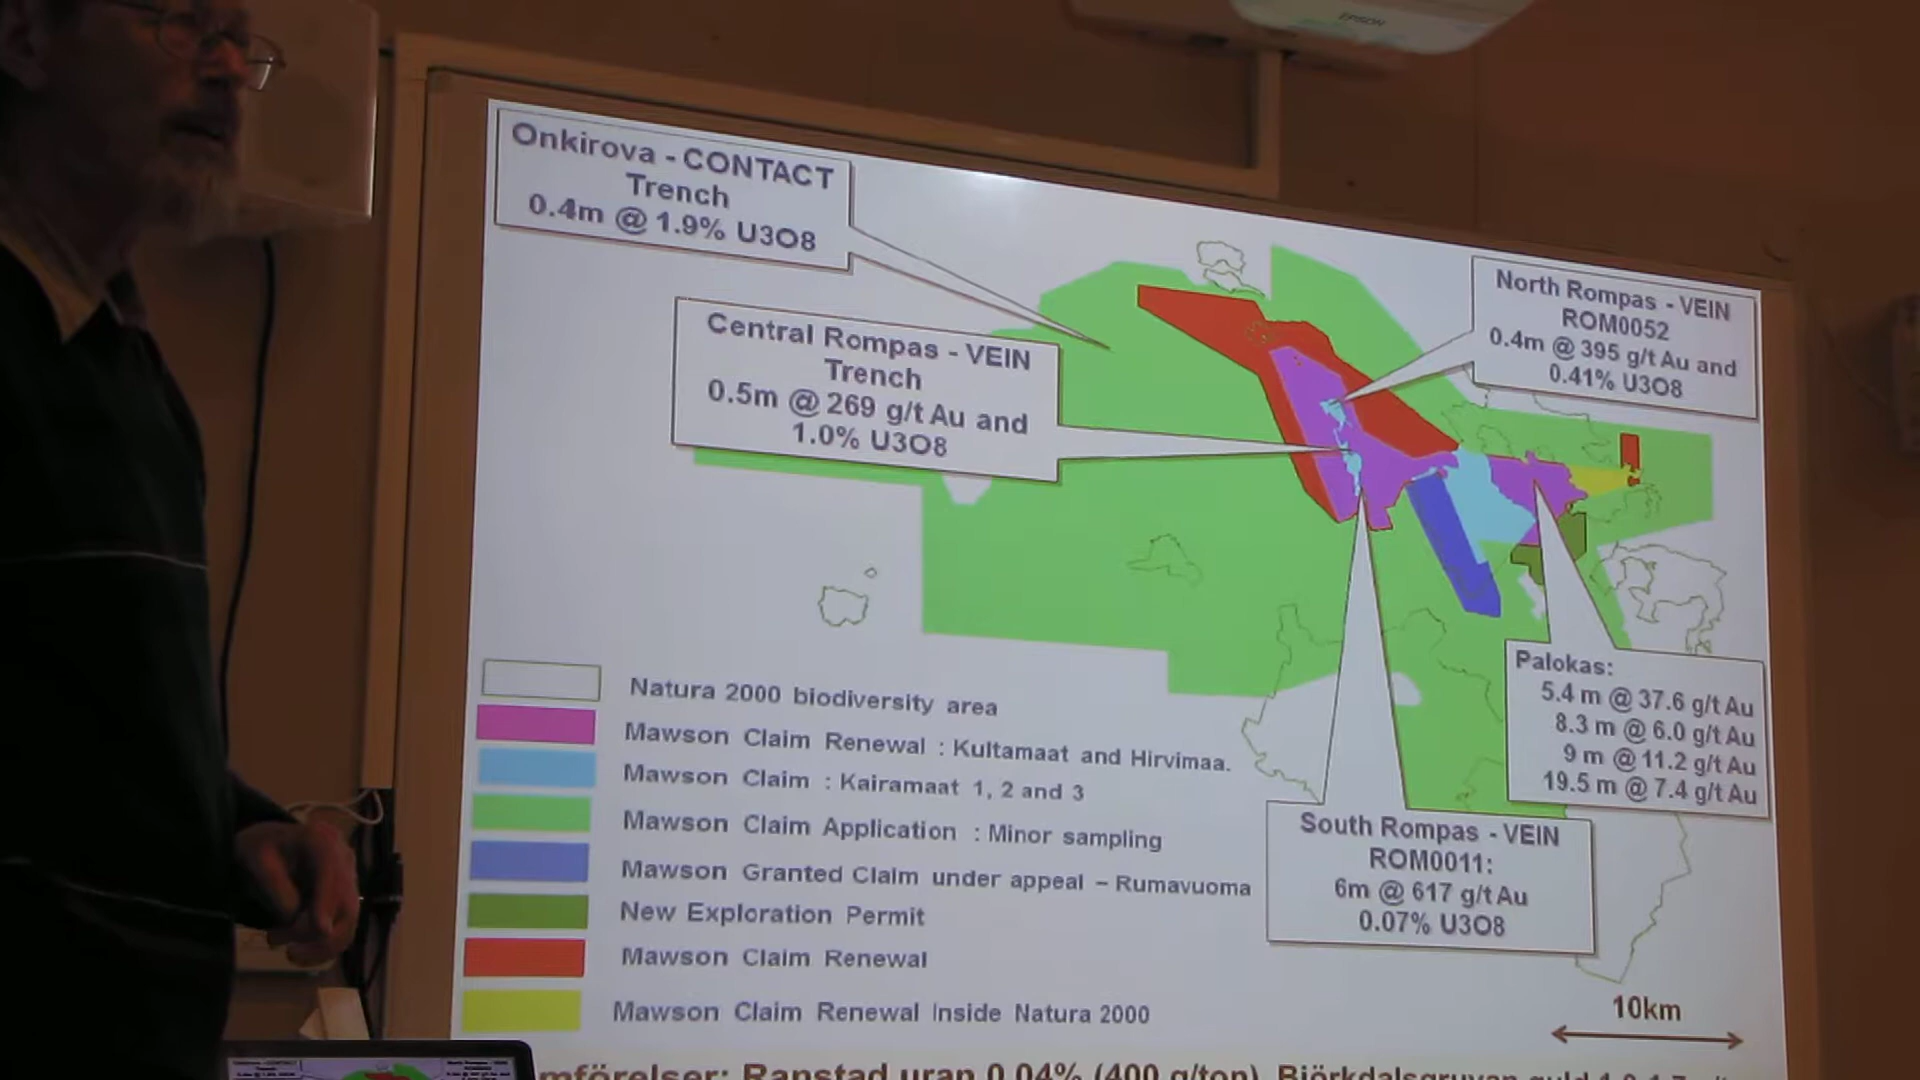 EPSON
Onkirova - CONTACT
Trench
0.4m @ 1.9% U3O8
Central Rompas - VEIN
Trench
0.5m @ 269 g/t Au and
1.0% U3O8
North Rompas - VEIN
ROM0052
0.4m @ 395 g/t Au and
0.41% U3O8
Palokas:
5.4 m @ 37.6 g/t Au
8.3 m @ 6.0 g/t Au
9 m @ 11.2 g/t Au
19.5 m @ 7.4 g/t Au
South Rompas - VEIN
ROM0011:
6m @ 617 g/t Au
0.07% U3O8
Natura 2000 biodiversity area
Mawson Claim Renewal : Kultamaat and Hirvimaa.
Mawson Claim : Kairamaat 1, 2 and 3
Mawson Claim Application : Minor sampling
Mawson Granted Claim under appeal – Rumavuoma
New Exploration Permit
Mawson Claim Renewal
Mawson Claim Renewal Inside Natura 2000
10km
Ranstad uran 0,04% (400 g/ton), Björkdalsgruvan guld